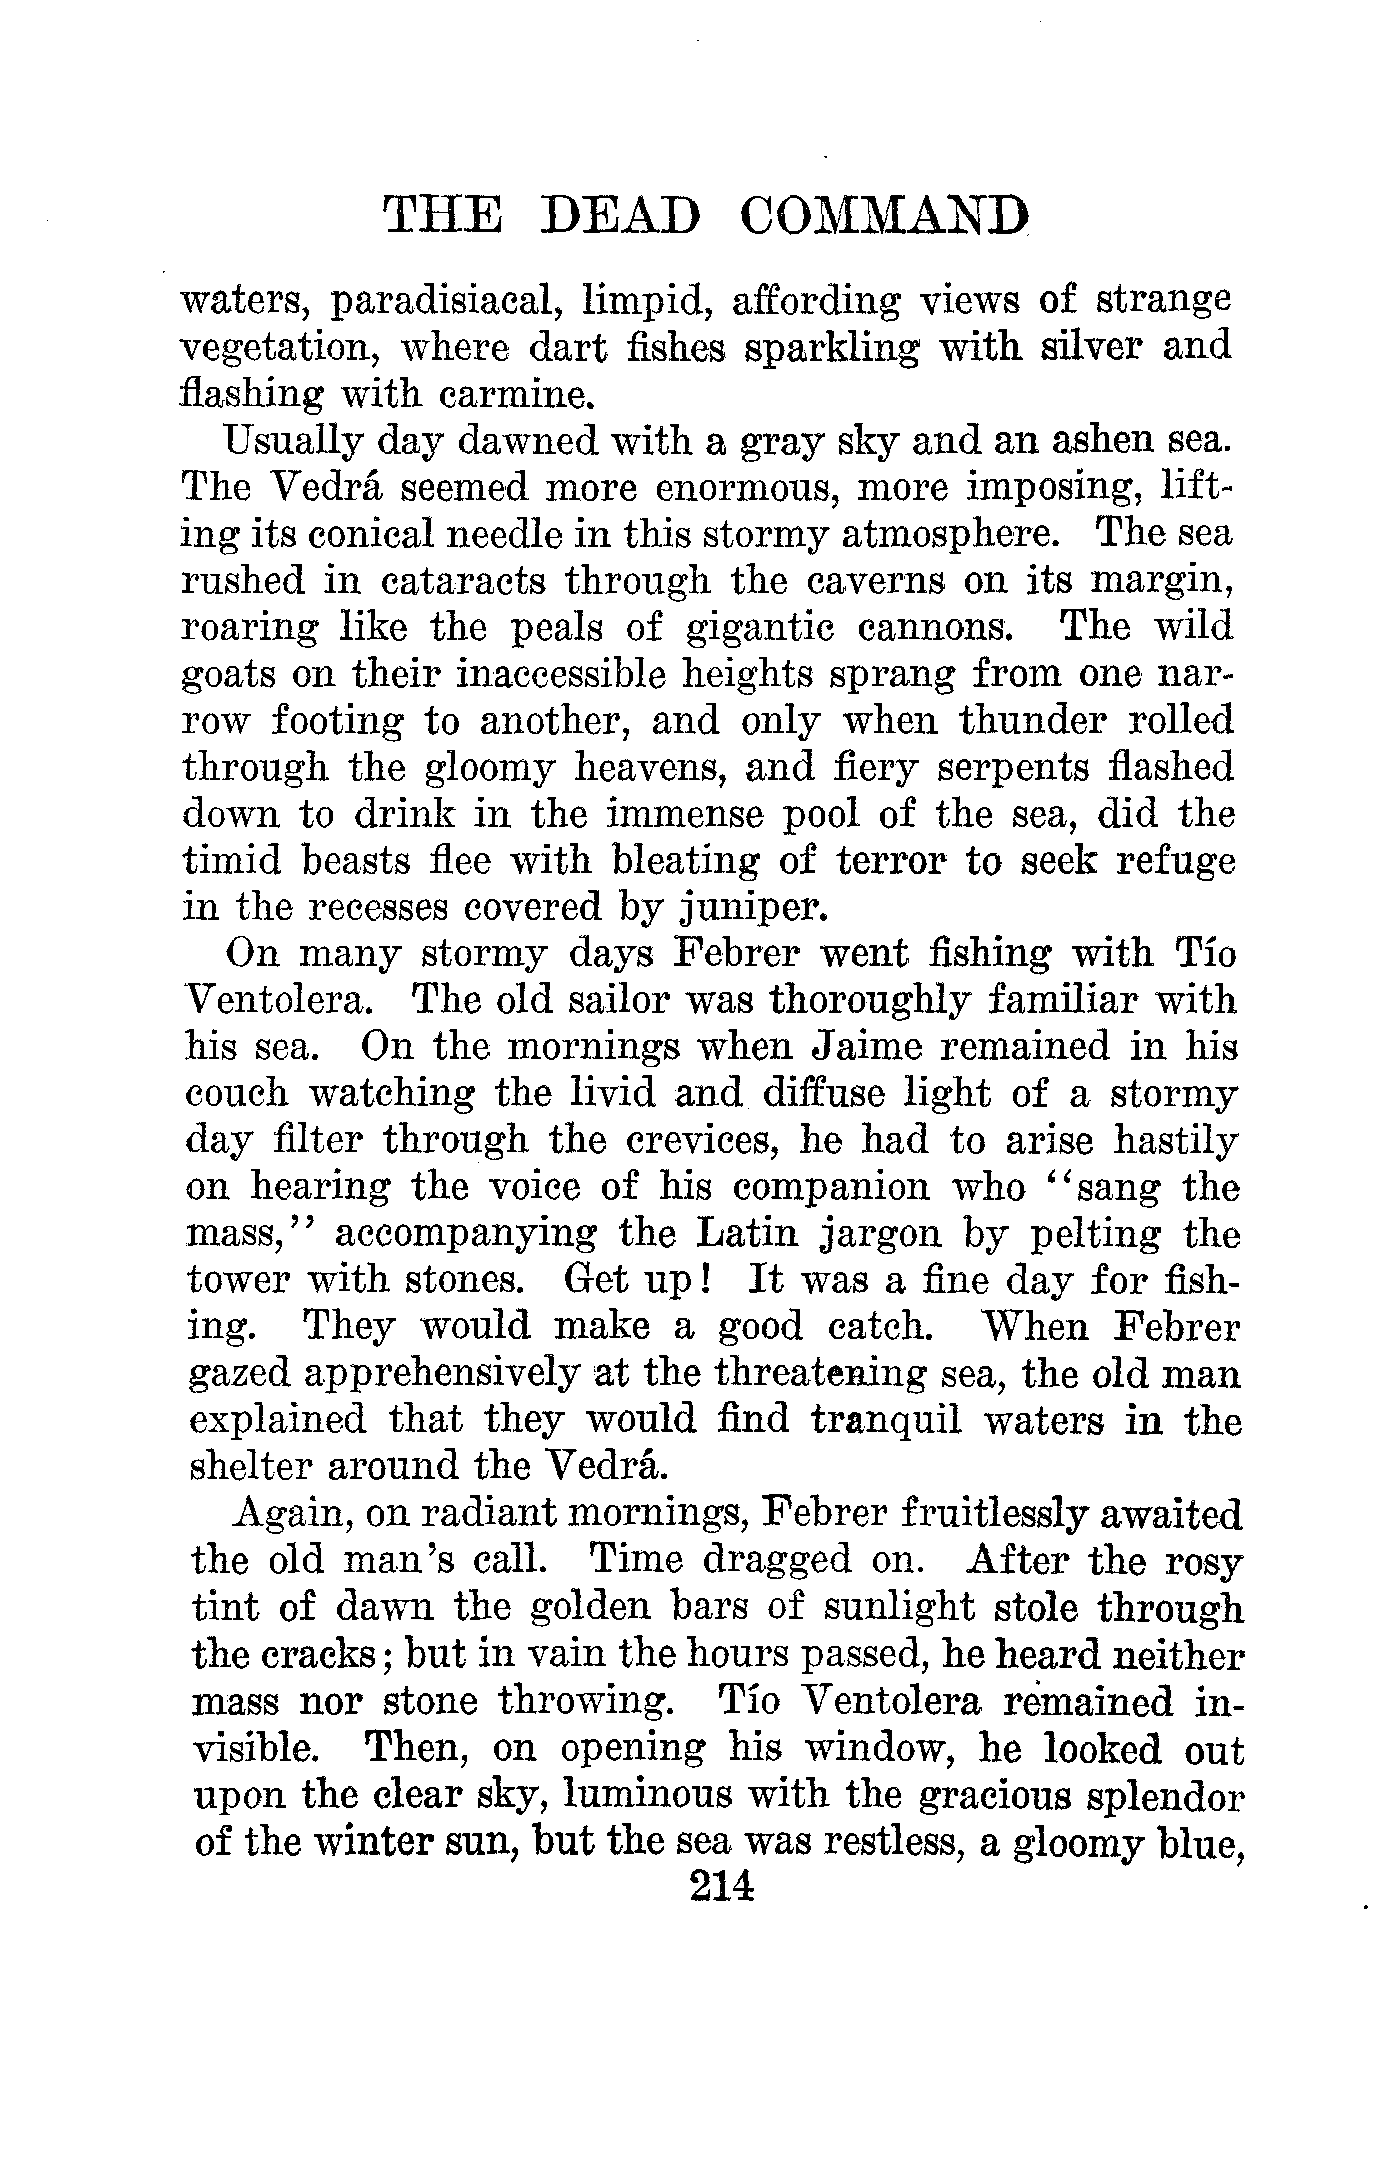 THE DEAD COMMAND
waters, paradisiacal, limpid, affording views of strange
vegetation, where dart fishes sparkling with silver and
flashing with carmine.
Usually day dawned with a gray sky and an ashen sea.
The Vedrá seemed more enormous, more imposing, lift-
ing its conical needle in this stormy atmosphere. The sea
rushed in cataracts through the caverns on its margin,
roaring like the peals of gigantic cannons. The wild
goats on their inaccessible heights sprang from one nar-
row footing to another, and only when thunder rolled
through the gloomy heavens, and fiery serpents flashed
down to drink in the immense pool of the sea, did the
timid beasts flee with bleating of terror to seek refuge
in the recesses covered by juniper.
On many stormy days Febrer went fishing with Tío
Ventolera. The old sailor was thoroughly familiar with
his sea. On the mornings when Jaime remained in his
couch watching the livid and diffuse light of a stormy
day filter through the crevices, he had to arise hastily
on hearing the voice of his companion who "sang the
mass," accompanying the Latin jargon by pelting the
tower with stones. Get up! It was a fine day for fish-
ing. They would make a good catch. When Febrer
gazed apprehensively at the threatening sea, the old man
explained that they would find tranquil waters in the
shelter around the Vedrá.
Again, on radiant mornings, Febrer fruitlessly awaited
the old man's call. Time dragged on. After the rosy
tint of dawn the golden bars of sunlight stole through
the cracks; but in vain the hours passed, he heard neither
mass nor stone throwing. Tío Ventolera remained in-
visible. Then, on opening his window, he looked out
upon the clear sky, luminous with the gracious splendor
of the winter sun, but the sea was restless, a gloomy blue,
214